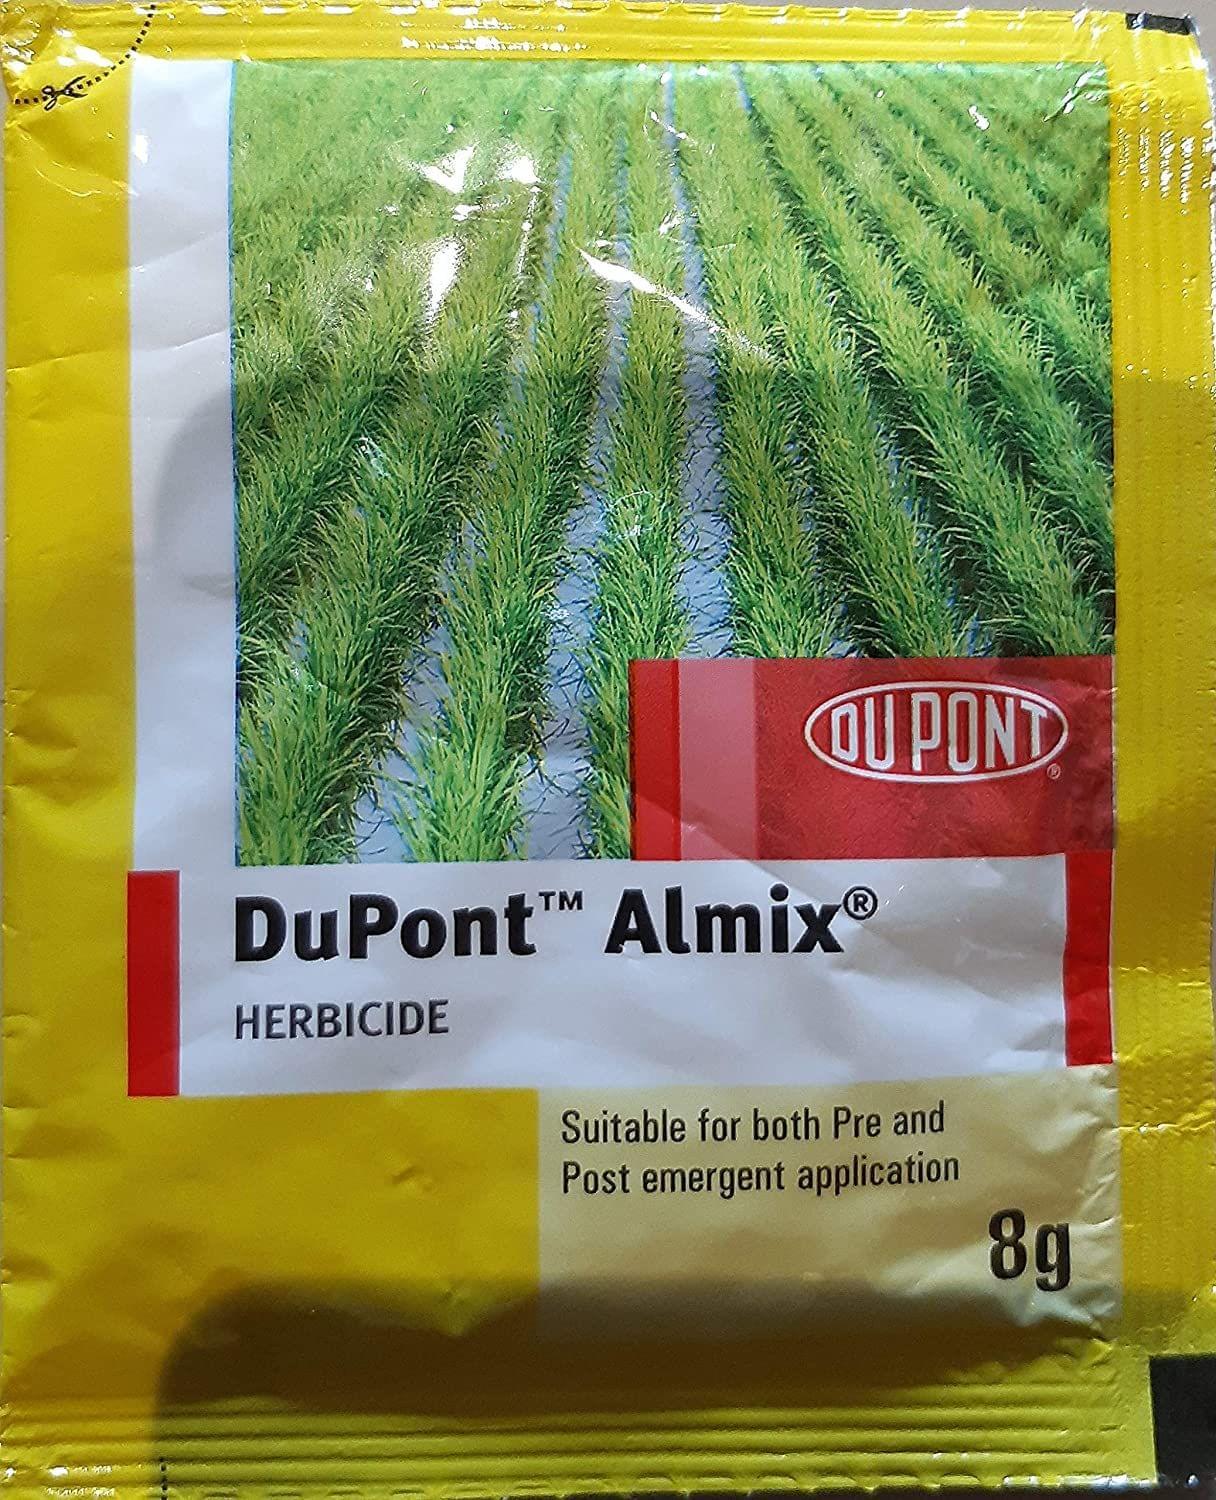 DU PONT®
DuPont™ Almix®
HERBICIDE
Suitable for both Pre and
Post emergent application
8g